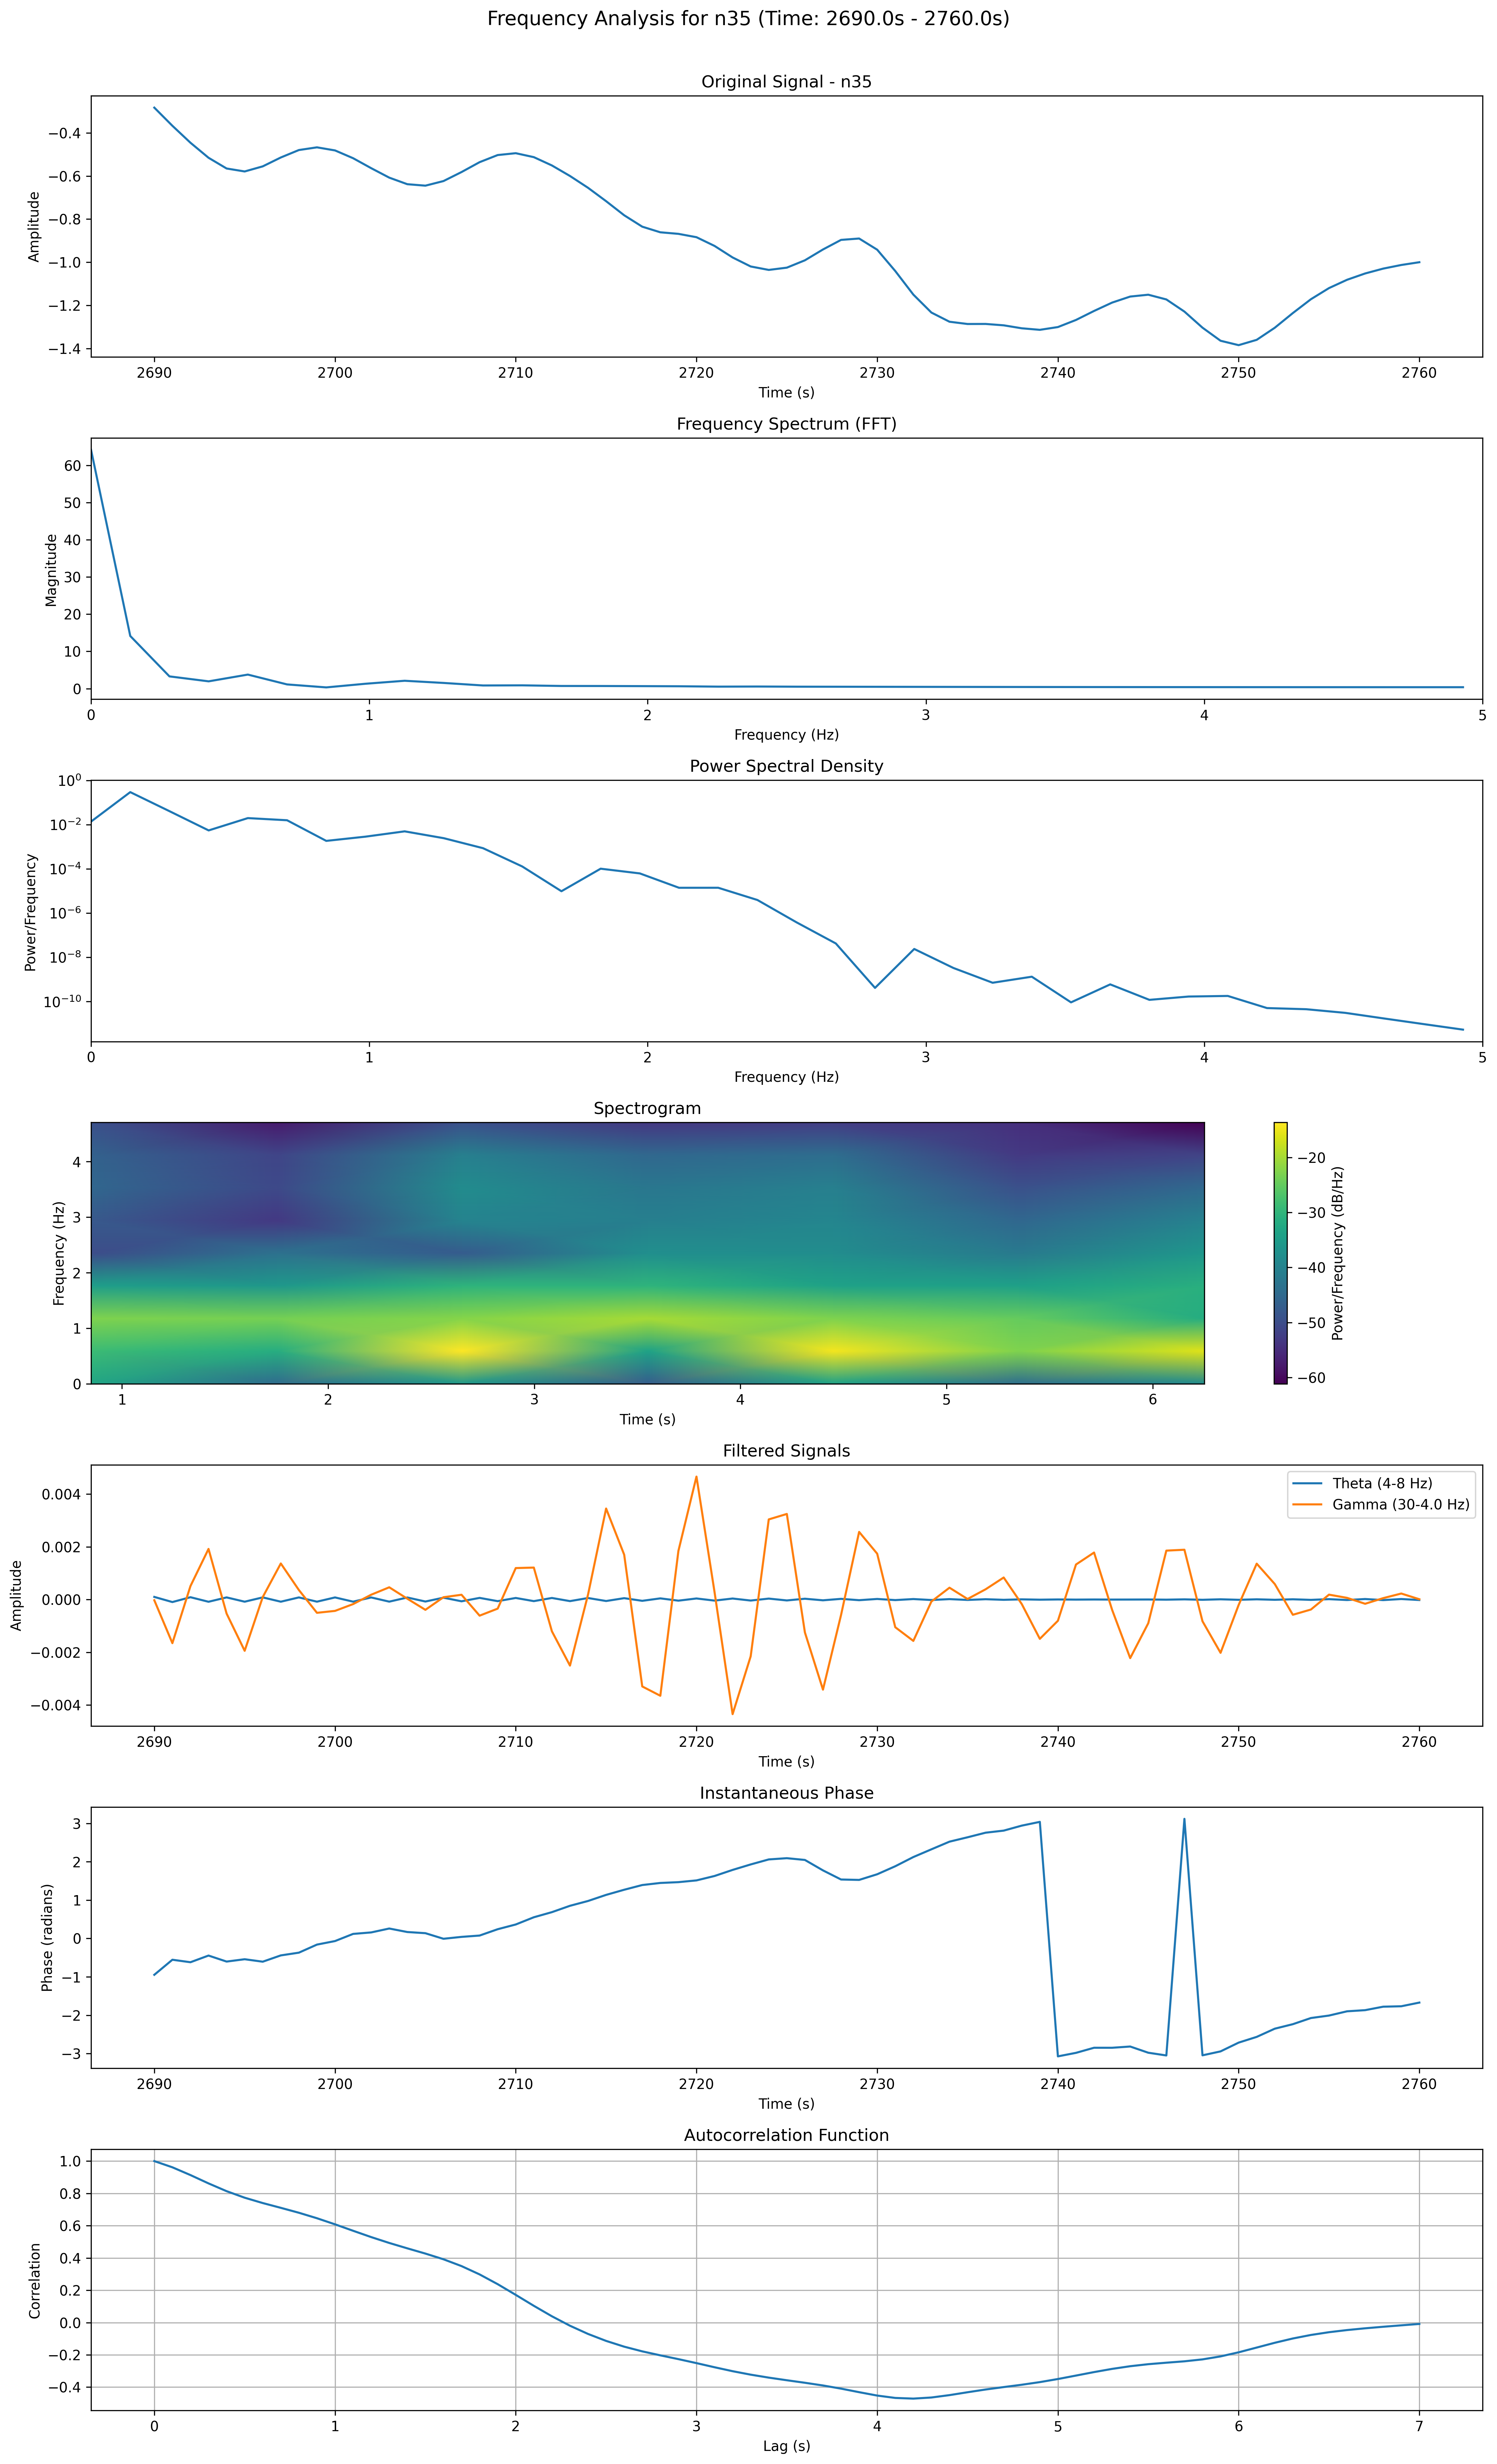 Frequency Analysis for n35 (Time: 2690.0s - 2760.0s)
Original Signal - n35
Amplitude
−0.4
−0.6
−0.8
−1.0
−1.2
−1.4
2690 2700 2710 2720 2730 2740 2750 2760
Time (s)
Frequency Spectrum (FFT)
Magnitude
60
50
40
30
20
10
0
0 1 2 3 4 5
Frequency (Hz)
Power Spectral Density
Power/Frequency
10⁰
10⁻²
10⁻⁴
10⁻⁶
10⁻⁸
10⁻¹⁰
0 1 2 3 4 5
Frequency (Hz)
Spectrogram
Frequency (Hz)
4
3
2
1
0
1 2 3 4 5 6
Time (s)
−20
−30
−40
−50
−60
Power/Frequency (dB/Hz)
Filtered Signals
Amplitude
0.004
0.002
0.000
−0.002
−0.004
Theta (4-8 Hz)
Gamma (30-4.0 Hz)
2690 2700 2710 2720 2730 2740 2750 2760
Time (s)
Instantaneous Phase
Phase (radians)
3
2
1
0
−1
−2
−3
2690 2700 2710 2720 2730 2740 2750 2760
Time (s)
Autocorrelation Function
Correlation
1.0
0.8
0.6
0.4
0.2
0.0
−0.2
−0.4
0 1 2 3 4 5 6 7
Lag (s)